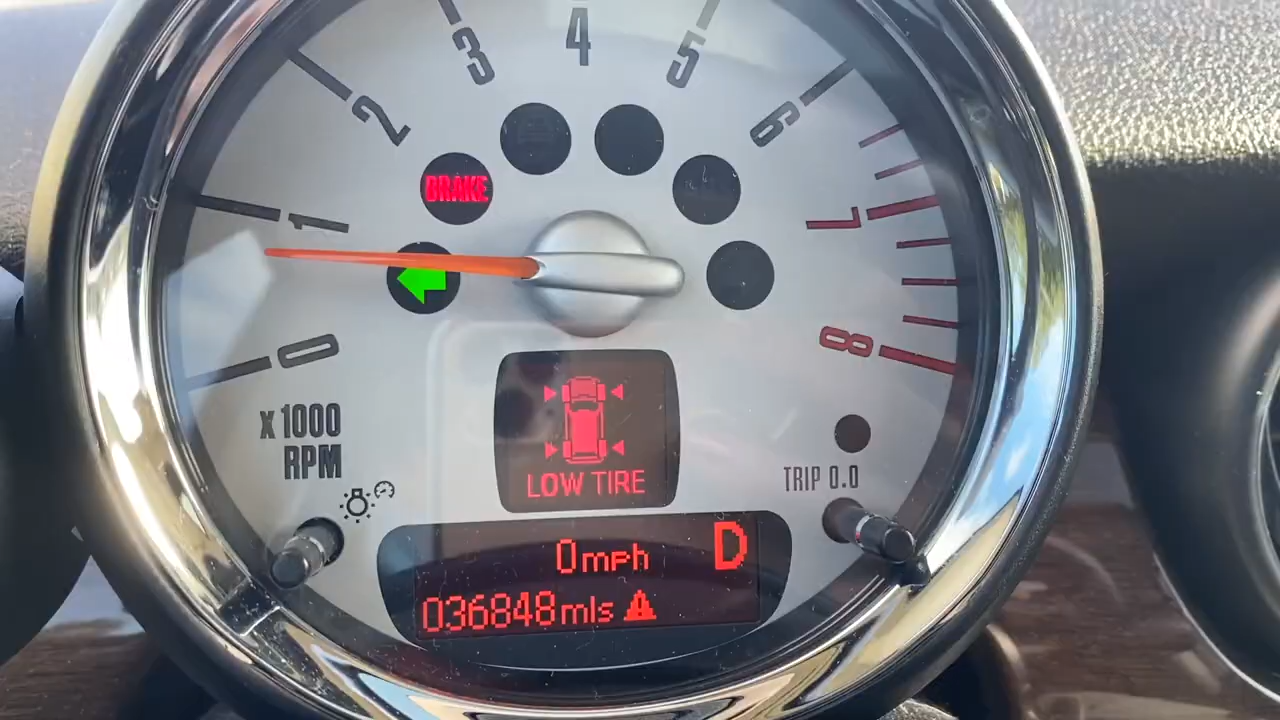 4
3
5
2
6
BRAKE
1
7
0
8
x 1000
RPM
LOW TIRE
TRIP 0.0
0mph
D
036848mls